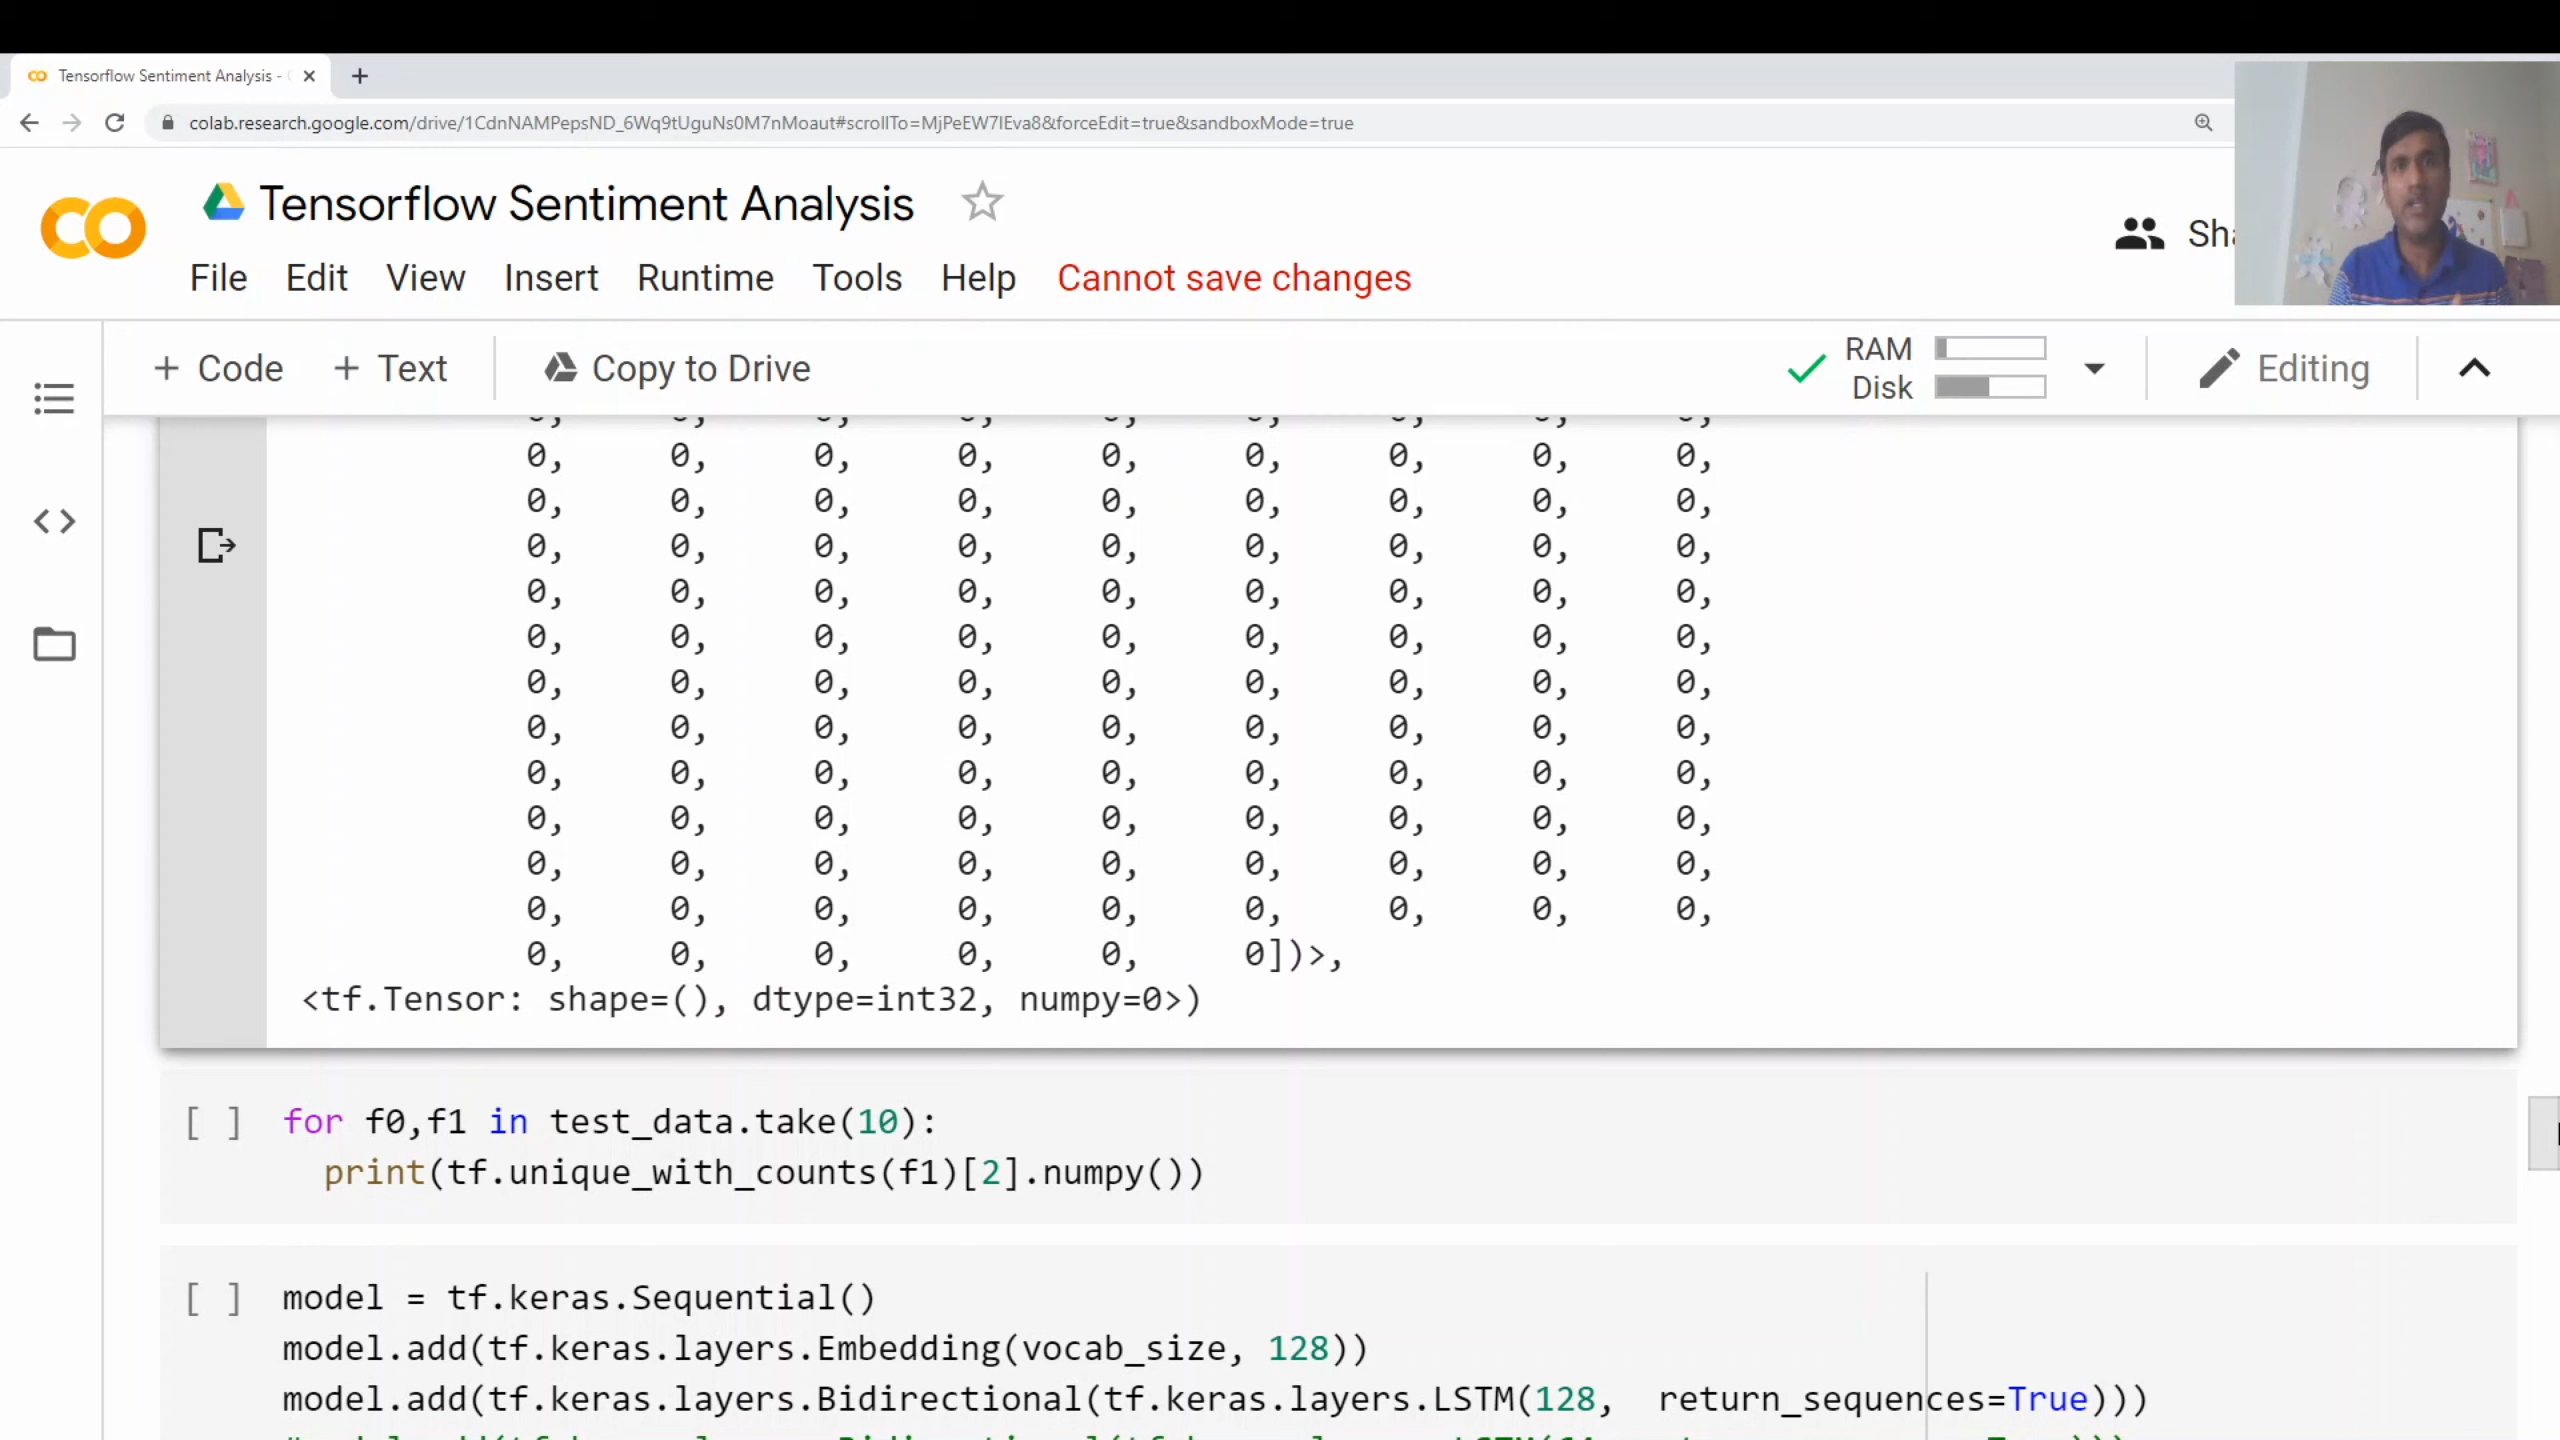 Tensorflow Sentiment Analysis -
colab.research.google.com/drive/1CdnNAMPepsND_6Wq9tUguNs0M7nMoaut#scrollTo=MjPeEW7lEva8&forceEdit=true&sandboxMode=true
Tensorflow Sentiment Analysis
File Edit View Insert Runtime Tools Help Cannot save changes
+ Code + Text Copy to Drive
RAM
Disk
Editing
0, 0, 0, 0, 0, 0, 0, 0, 0,
0, 0, 0, 0, 0, 0, 0, 0, 0,
0, 0, 0, 0, 0, 0, 0, 0, 0,
0, 0, 0, 0, 0, 0, 0, 0, 0,
0, 0, 0, 0, 0, 0, 0, 0, 0,
0, 0, 0, 0, 0, 0, 0, 0, 0,
0, 0, 0, 0, 0, 0, 0, 0, 0,
0, 0, 0, 0, 0, 0, 0, 0, 0,
0, 0, 0, 0, 0, 0, 0, 0, 0,
0, 0, 0, 0, 0, 0, 0, 0, 0,
0, 0, 0, 0, 0, 0, 0, 0, 0,
0, 0, 0, 0, 0, 0])>,
<tf.Tensor: shape=(), dtype=int32, numpy=0>)
[ ] for f0,f1 in test_data.take(10):
print(tf.unique_with_counts(f1)[2].numpy())
[ ] model = tf.keras.Sequential()
model.add(tf.keras.layers.Embedding(vocab_size, 128))
model.add(tf.keras.layers.Bidirectional(tf.keras.layers.LSTM(128, return_sequences=True)))